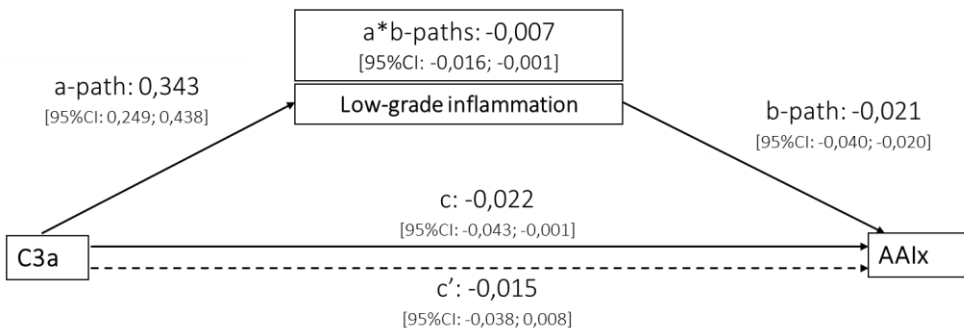 a*b-paths: -0,007
[95%CI: -0,016; -0,001]
a-path: 0,343
[95%CI: 0,249; 0,438]
Low-grade inflammation
b-path: -0,021
[95%CI: -0,040; -0,020]
c: -0,022
[95%CI: -0,043; -0,001]
C3a
AAIx
c’: -0,015
[95%CI: -0,038; 0,008]